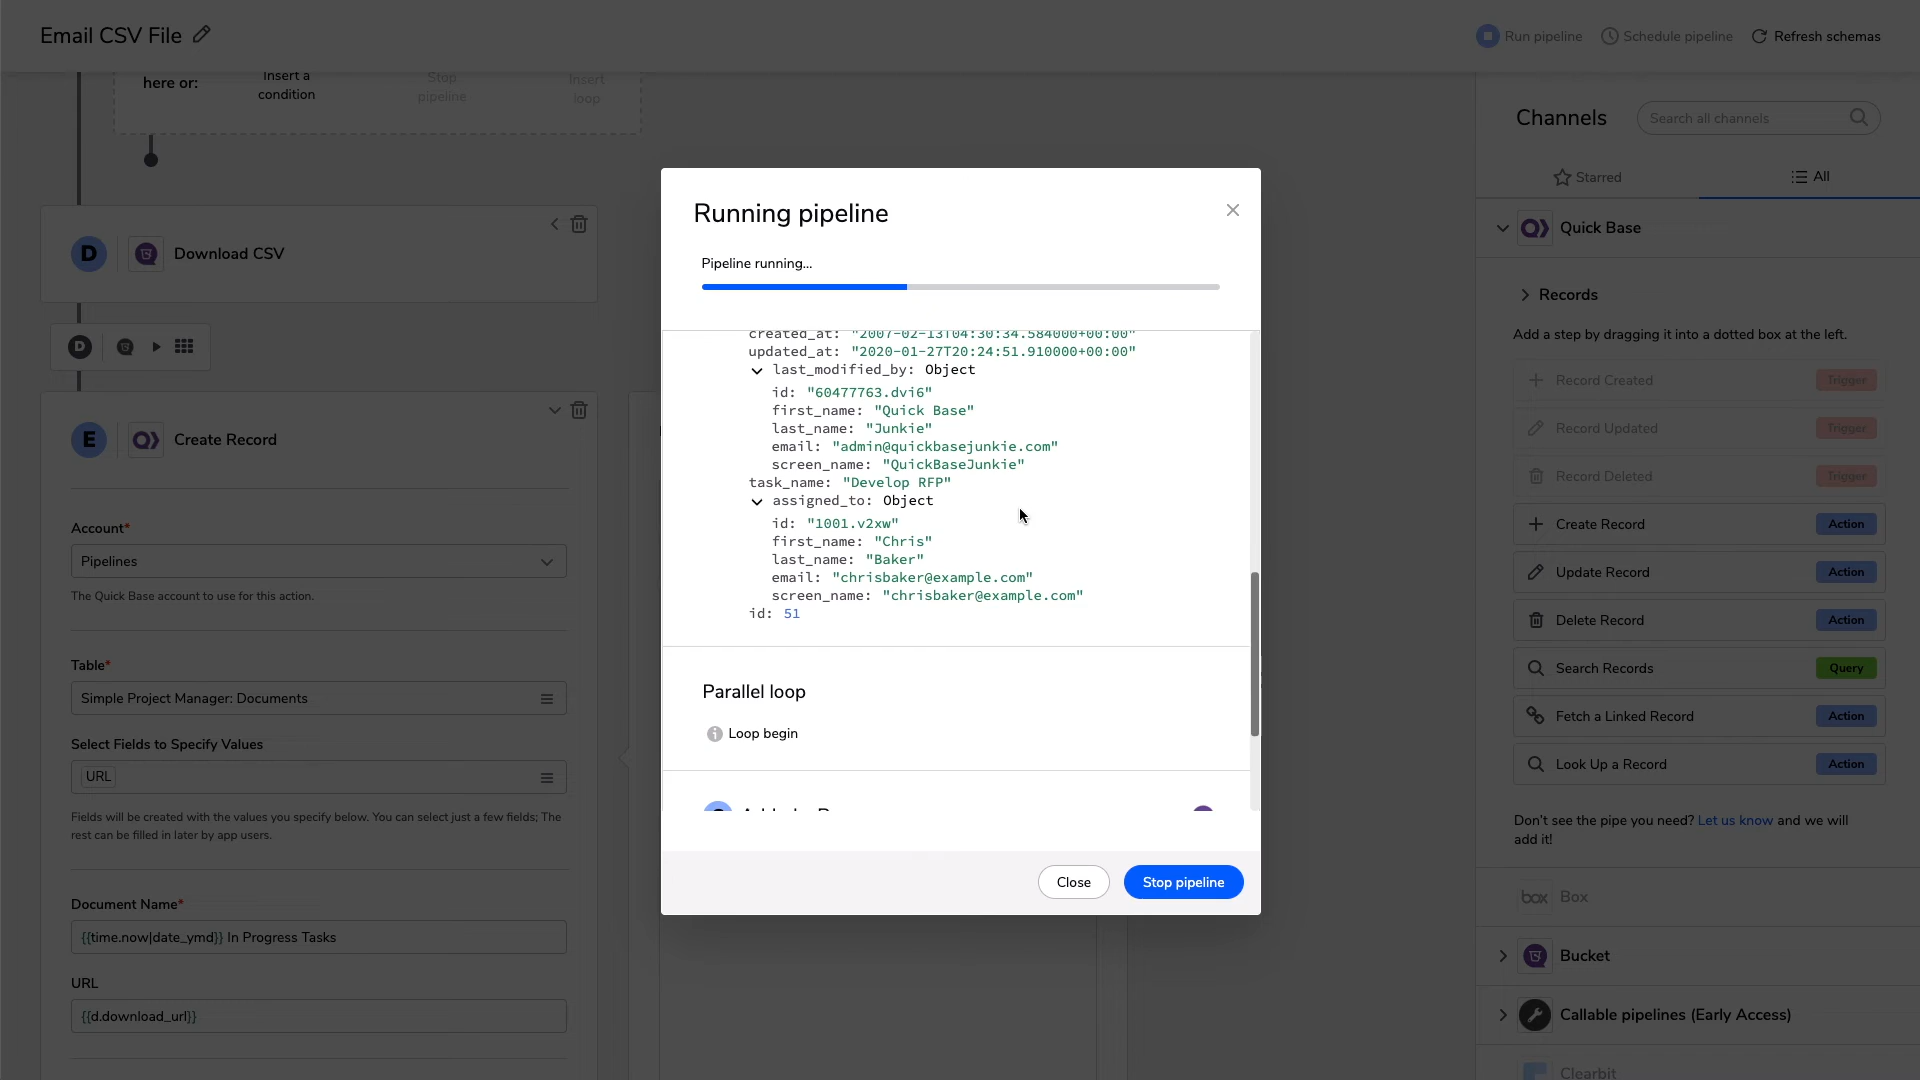 Email CSV File
Run pipeline
Schedule pipeline
Refresh schemas
here or:
Insert a
condition
Stop
pipeline
Insert
loop
D
Download CSV
D
E
Create Record
Account*
Pipelines
The Quick Base account to use for this action.
Table*
Simple Project Manager: Documents
Select Fields to Specify Values
URL
Fields will be created with the values you specify below. You can select just a few fields; The
rest can be filled in later by app users.
Document Name*
{{time.now|date_ymd}} In Progress Tasks
URL
{{d.download_url}}
Running pipeline
Pipeline running...
created_at: "2007-02-13T04:30:34.584000+00:00"
updated_at: "2020-01-27T20:24:51.910000+00:00"
last_modified_by: Object
id: "60477763.dvi6"
first_name: "Quick Base"
last_name: "Junkie"
email: "admin@quickbasejunkie.com"
screen_name: "QuickBaseJunkie"
task_name: "Develop RFP"
assigned_to: Object
id: "1001.v2xw"
first_name: "Chris"
last_name: "Baker"
email: "chrisbaker@example.com"
screen_name: "chrisbaker@example.com"
id: 51
Parallel loop
Loop begin
Close
Stop pipeline
Channels
Search all channels
Starred
All
Quick Base
Records
Add a step by dragging it into a dotted box at the left.
Record Created Trigger
Record Updated Trigger
Record Deleted Trigger
Create Record Action
Update Record Action
Delete Record Action
Search Records Query
Fetch a Linked Record Action
Look Up a Record Action
Don't see the pipe you need? Let us know and we will
add it!
box Box
Bucket
Callable pipelines (Early Access)
Clearbit